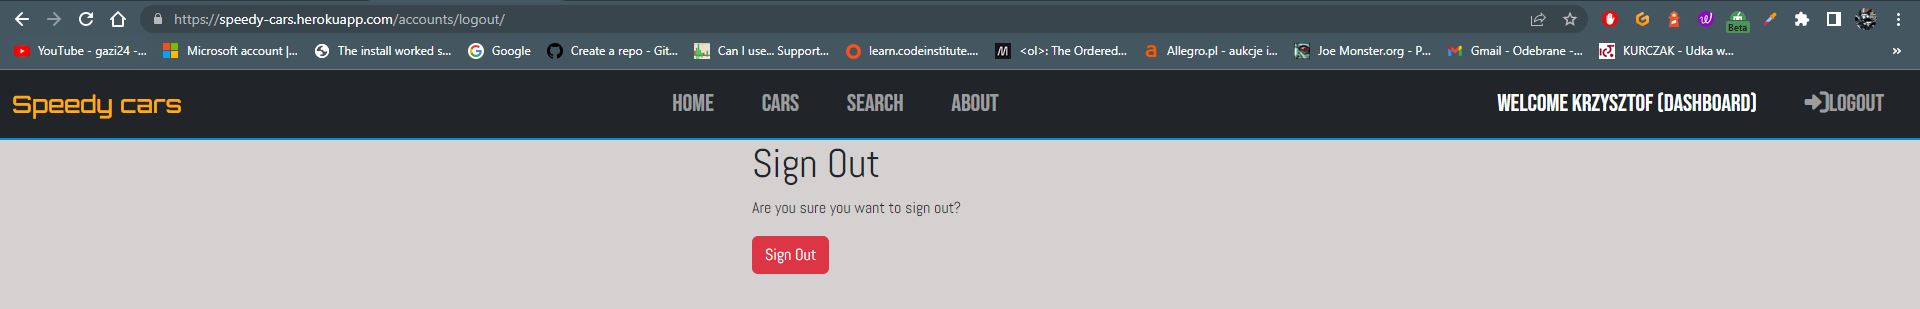 https://speedy-cars.herokuapp.com/accounts/logout/
Beta
YouTube - gazi24 -... Microsoft account |... The install worked s... Google Create a repo - Git... Can I use... Support... learn.codeinstitute.... <ol>: The Ordered... Allegro.pl - aukcje i... Joe Monster.org - P... Gmail - Odebrane -... KURCZAK - Udka w... »
Speedy cars HOME CARS SEARCH ABOUT WELCOME KRZYSZTOF (DASHBOARD) LOGOUT
Sign Out
Are you sure you want to sign out?
Sign Out